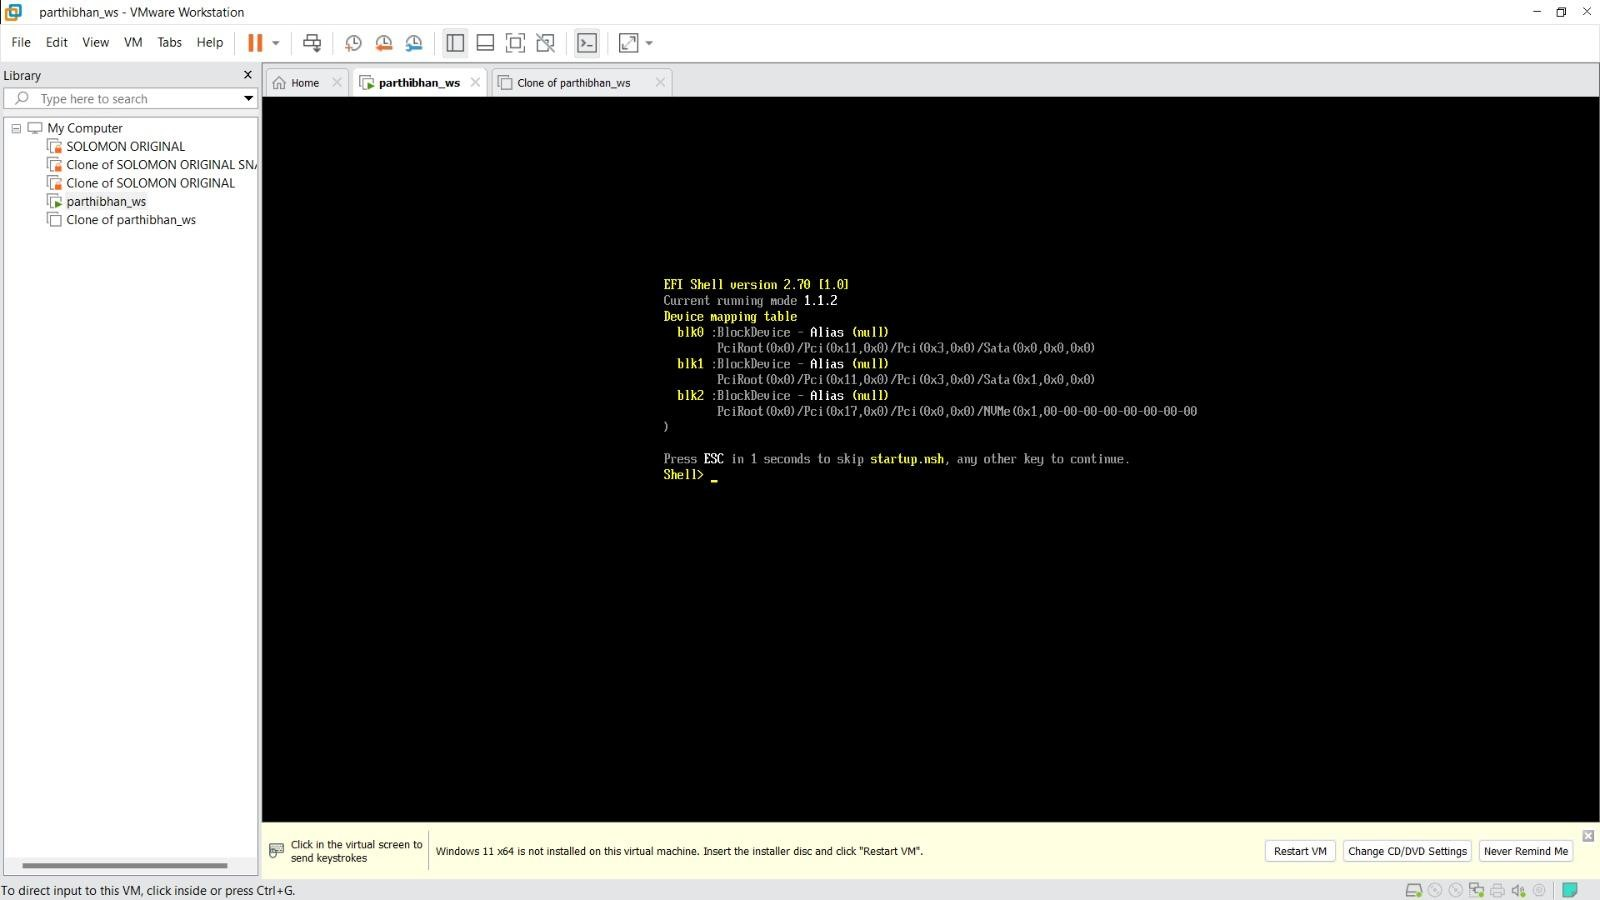 parthibhan_ws - VMware Workstation
File Edit View VM Tabs Help
Library
Type here to search
My Computer
SOLOMON ORIGINAL
Clone of SOLOMON ORIGINAL SNA
Clone of SOLOMON ORIGINAL
parthibhan_ws
Clone of parthibhan_ws
Home parthibhan_ws Clone of parthibhan_ws
EFI Shell version 2.70 [1.0]
Current running mode 1.1.2
Device mapping table
blk0 :BlockDevice - Alias (null)
PciRoot(0x0)/Pci(0x11,0x0)/Pci(0x3,0x0)/Sata(0x0,0x0,0x0)
blk1 :BlockDevice - Alias (null)
PciRoot(0x0)/Pci(0x11,0x0)/Pci(0x3,0x0)/Sata(0x1,0x0,0x0)
blk2 :BlockDevice - Alias (null)
PciRoot(0x0)/Pci(0x17,0x0)/Pci(0x0,0x0)/NVMe(0x1,00-00-00-00-00-00-00-00
)
Press ESC in 1 seconds to skip startup.nsh, any other key to continue.
Shell> _
Click in the virtual screen to
send keystrokes
Windows 11 x64 is not installed on this virtual machine. Insert the installer disc and click "Restart VM".
Restart VM Change CD/DVD Settings Never Remind Me
To direct input to this VM, click inside or press Ctrl+G.